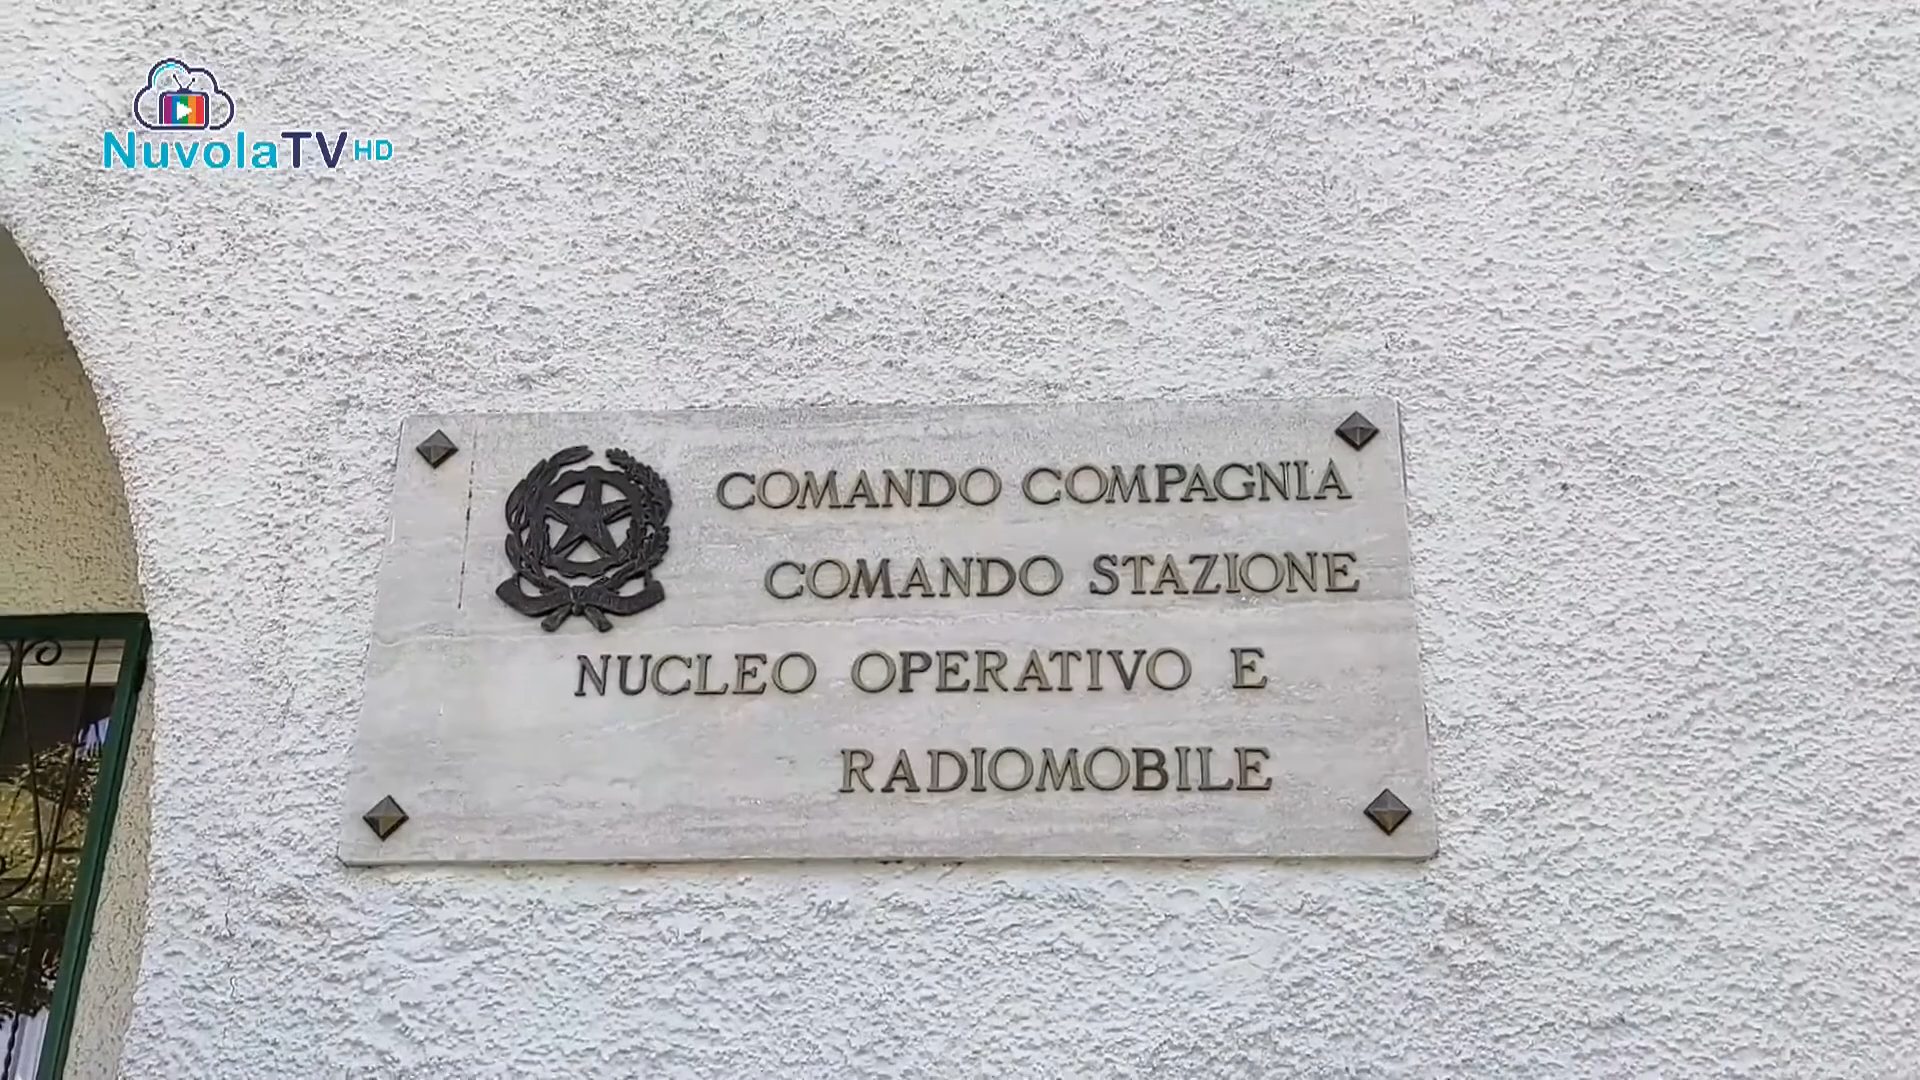 NuvolaTV HD
COMANDO COMPAGNIA
COMANDO STAZIONE
NUCLEO OPERATIVO E
RADIOMOBILE